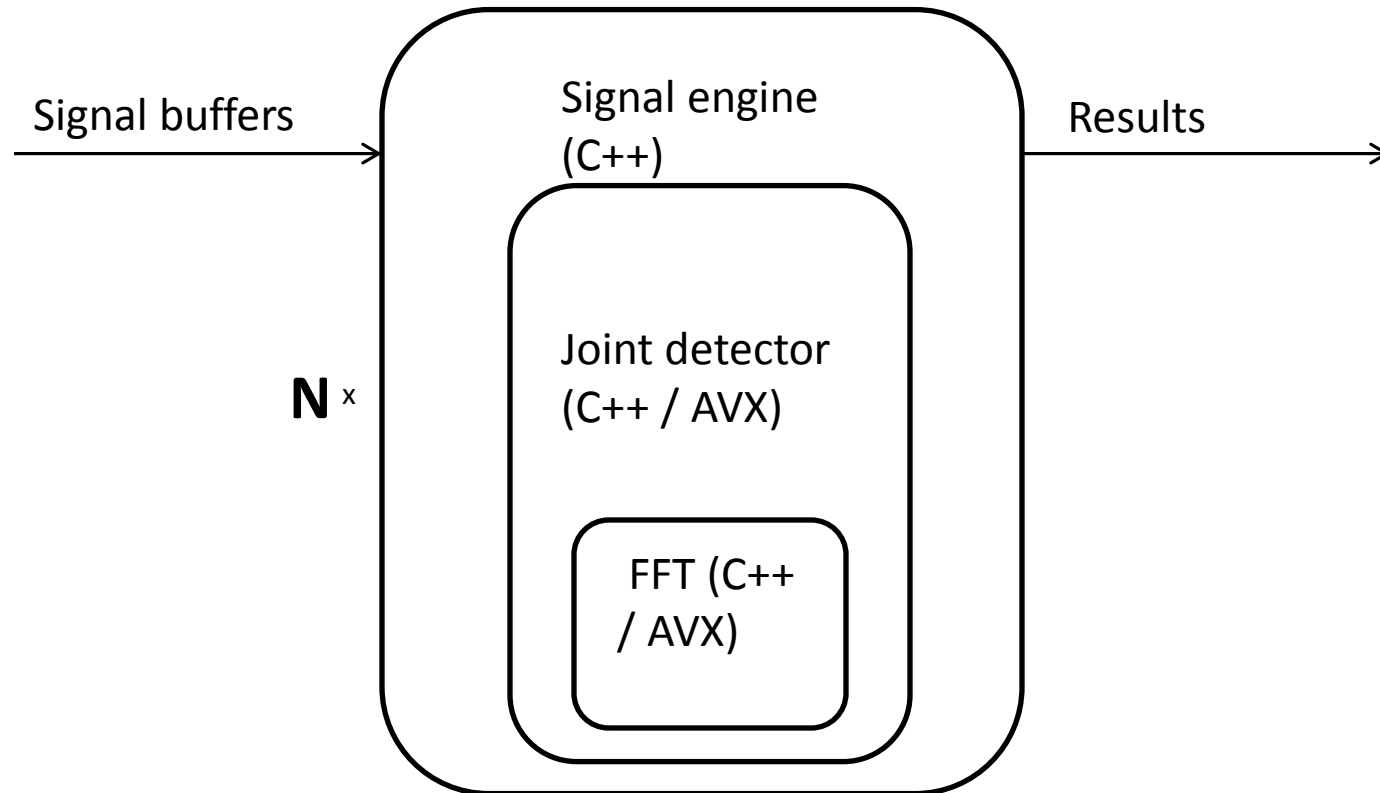 Signal buffers
Signal engine
(C++)
Results
Joint detector
(C++ / AVX)
N x
FFT (C++
/ AVX)